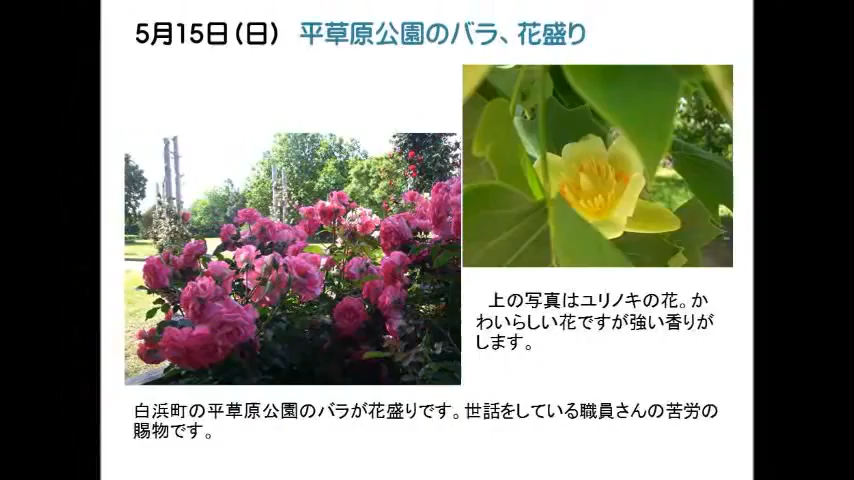 5月15日（日） 平草原公園のバラ、花盛り
上の写真はユリノキの花。か
わいらしい花ですが強い香りが
します。
白浜町の平草原公園のバラが花盛りです。世話をしている職員さんの苦労の
賜物です。